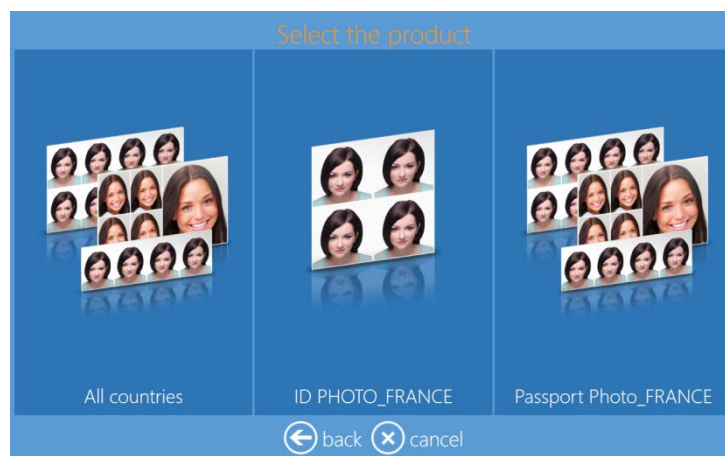 Select the product
All countries
ID PHOTO_FRANCE
Passport Photo_FRANCE
back cancel